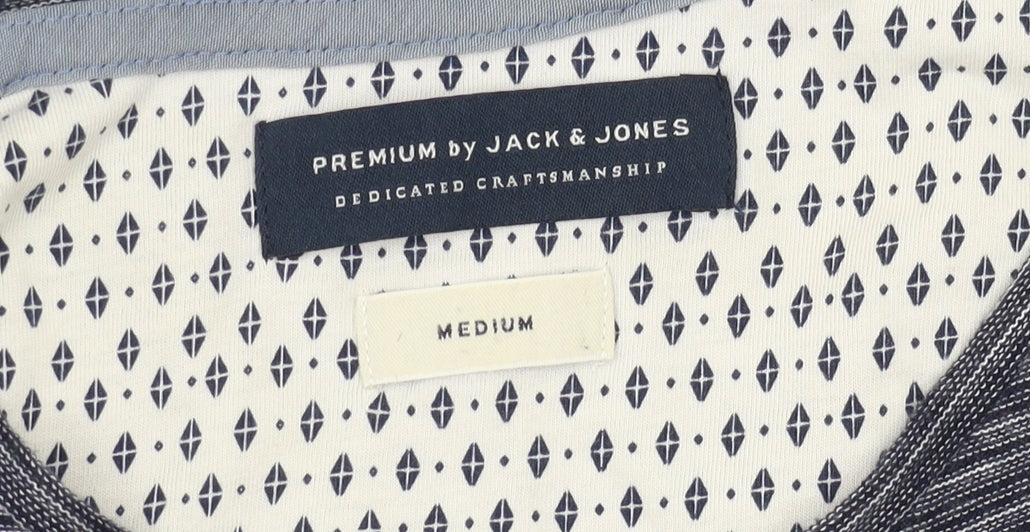 PREMIUM by JACK & JONES
DEDICATED CRAFTSMANSHIP
MEDIUM